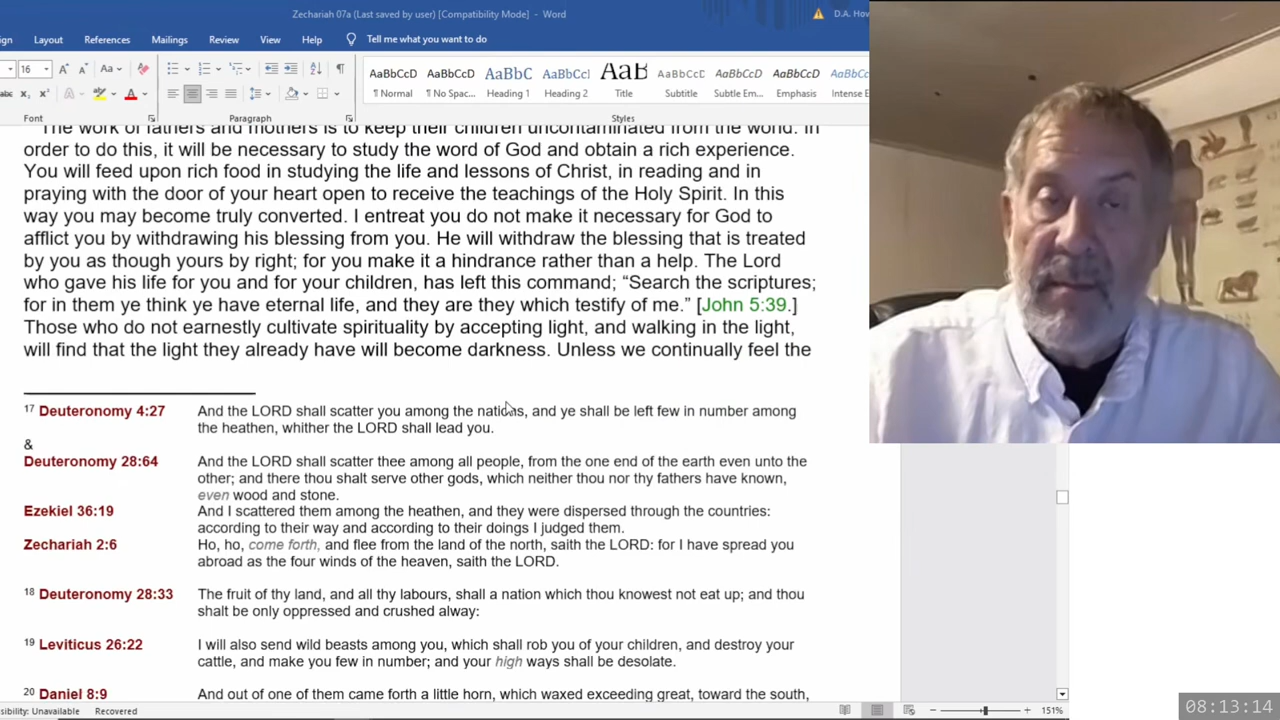 Zechariah 07a (Last saved by user) [Compatibility Mode] - Word
D.A. How
ign Layout References Mailings Review View Help Tell me what you want to do
16 Aa
abc x₂ x² A A
AaBbCcD AaBbCcD AaBbC AaBbCcI AaB AaBbCcD AaBbCcD AaBbCcD AaBbCc
¶ Normal ¶ No Spac... Heading 1 Heading 2 Title Subtitle Subtle Em... Emphasis Intense E
Font Paragraph Styles
The work of fathers and mothers is to keep their children uncontaminated from the world. In
order to do this, it will be necessary to study the word of God and obtain a rich experience.
You will feed upon rich food in studying the life and lessons of Christ, in reading and in
praying with the door of your heart open to receive the teachings of the Holy Spirit. In this
way you may become truly converted. I entreat you do not make it necessary for God to
afflict you by withdrawing his blessing from you. He will withdraw the blessing that is treated
by you as though yours by right; for you make it a hindrance rather than a help. The Lord
who gave his life for you and for your children, has left this command; “Search the scriptures;
for in them ye think ye have eternal life, and they are they which testify of me.” [John 5:39.]
Those who do not earnestly cultivate spirituality by accepting light, and walking in the light,
will find that the light they already have will become darkness. Unless we continually feel the
17 Deuteronomy 4:27 And the LORD shall scatter you among the nations, and ye shall be left few in number among
the heathen, whither the LORD shall lead you.
&
Deuteronomy 28:64 And the LORD shall scatter thee among all people, from the one end of the earth even unto the
other; and there thou shalt serve other gods, which neither thou nor thy fathers have known,
even wood and stone.
Ezekiel 36:19 And I scattered them among the heathen, and they were dispersed through the countries:
according to their way and according to their doings I judged them.
Zechariah 2:6 Ho, ho, come forth, and flee from the land of the north, saith the LORD: for I have spread you
abroad as the four winds of the heaven, saith the LORD.
18 Deuteronomy 28:33 The fruit of thy land, and all thy labours, shall a nation which thou knowest not eat up; and thou
shalt be only oppressed and crushed alway:
19 Leviticus 26:22 I will also send wild beasts among you, which shall rob you of your children, and destroy your
cattle, and make you few in number; and your high ways shall be desolate.
20 Daniel 8:9 And out of one of them came forth a little horn, which waxed exceeding great, toward the south,
sibility: Unavailable Recovered 151%
08:13:14